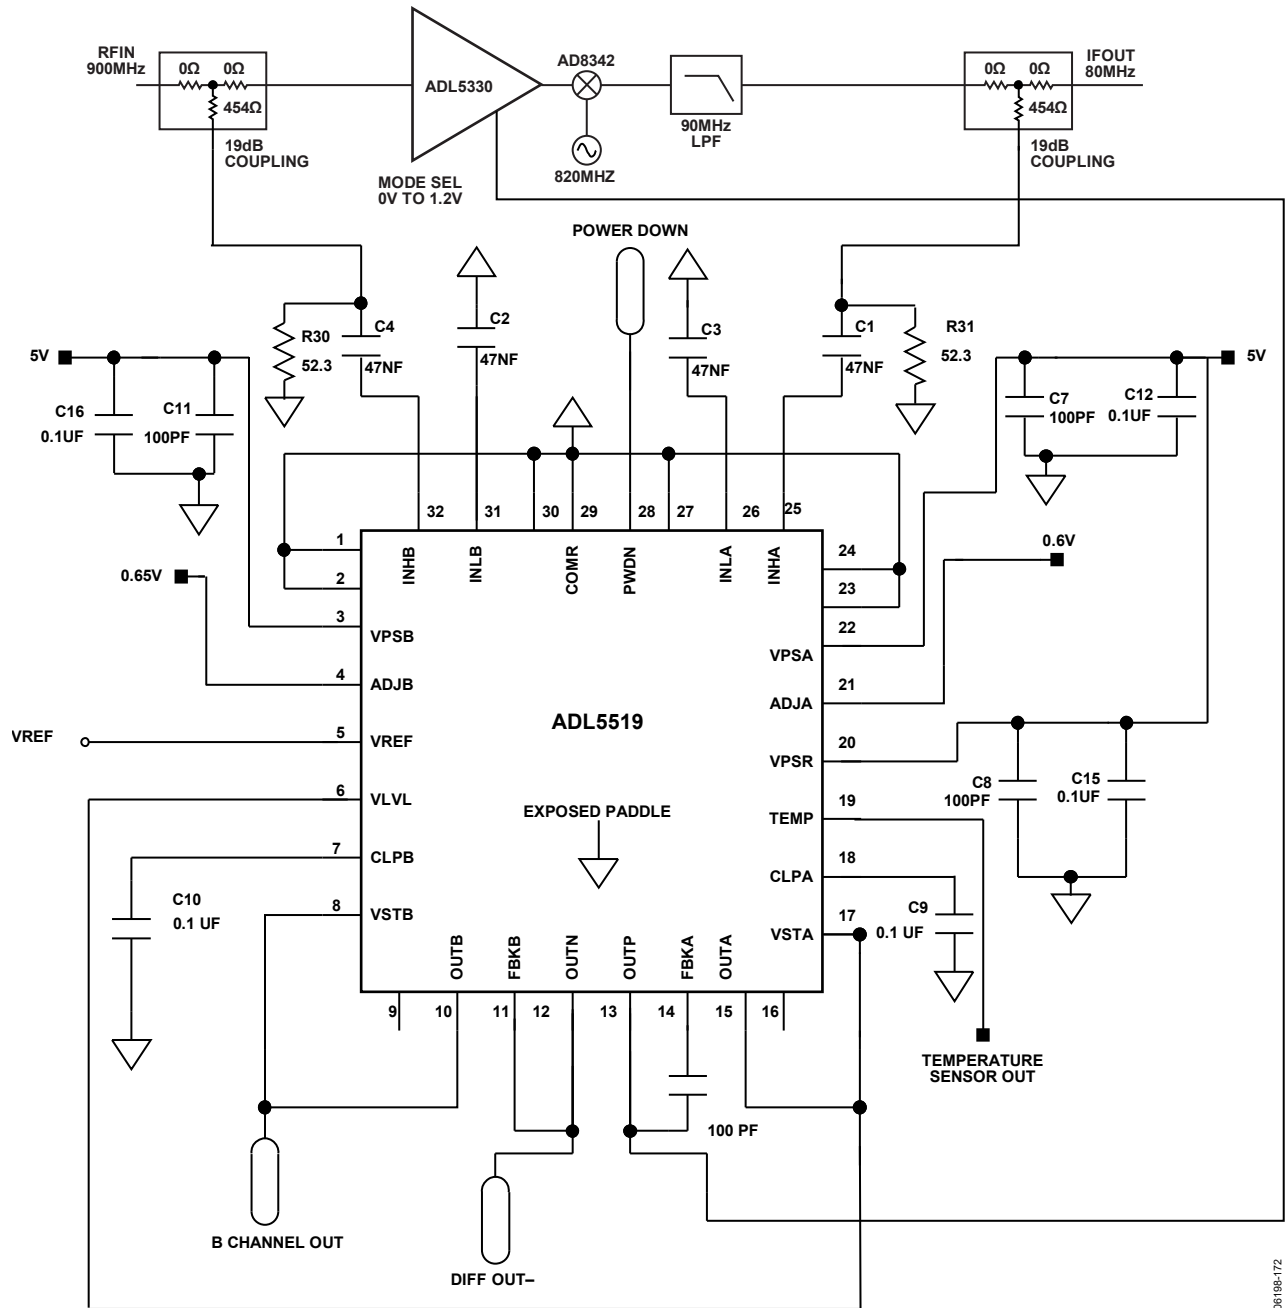 RFIN
900MHz
0Ω 0Ω
454Ω
19dB
COUPLING
ADL5330
MODE SEL
0V TO 1.2V
AD8342
820MHZ
90MHz
LPF
0Ω 0Ω
454Ω
19dB
COUPLING
IFOUT
80MHz
POWER DOWN
R30
52.3
C4
47NF
C2
47NF
C3
47NF
C1
47NF
R31
52.3
5V
C16
0.1UF
C11
100PF
5V
C7
100PF
C12
0.1UF
0.65V
0.6V
32 31 30 29 28 27 26 25
INHB INLB COMR PWDN INLA INHA
1
2
3 VPSB
4 ADJB
VREF 5 VREF
6 VLVL
7 CLPB
8 VSTB
24
23
22 VPSA
21 ADJA
20 VPSR
19 TEMP
18 CLPA
17 VSTA
ADL5519
EXPOSED PADDLE
C8
100PF
C15
0.1UF
C10
0.1 UF
C9
0.1 UF
OUTB FBKB OUTN OUTP FBKA OUTA
9 10 11 12 13 14 15 16
100 PF
TEMPERATURE
SENSOR OUT
B CHANNEL OUT
DIFF OUT–
06198-172